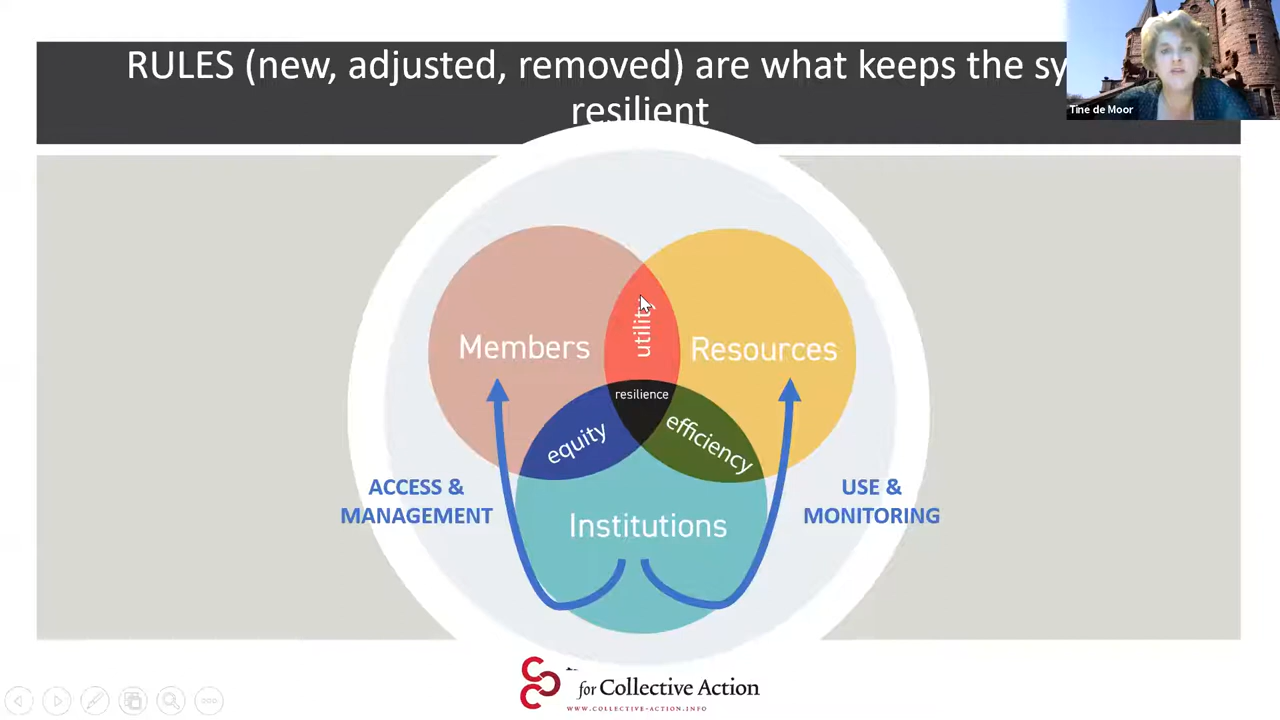 RULES (new, adjusted, removed) are what keeps the sy
resilient
Tine de Moor
utility
Members
Resources
resilience
equity
efficiency
ACCESS &
MANAGEMENT
USE &
MONITORING
Institutions
for Collective Action
WWW.COLLECTIVE-ACTION.INFO